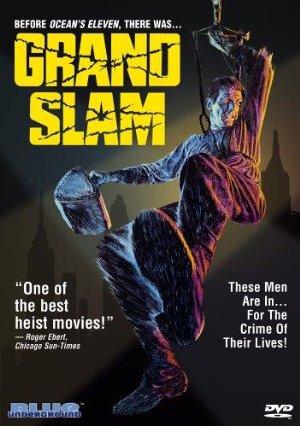 BEFORE OCEAN'S ELEVEN, THERE WAS...
GRAND
SLAM
“One of
the best
heist movies!”
— Roger Ebert,
Chicago Sun-Times
These Men
Are In...
For The
Crime Of
Their Lives!
BLUE
UNDERGROUND
DVD